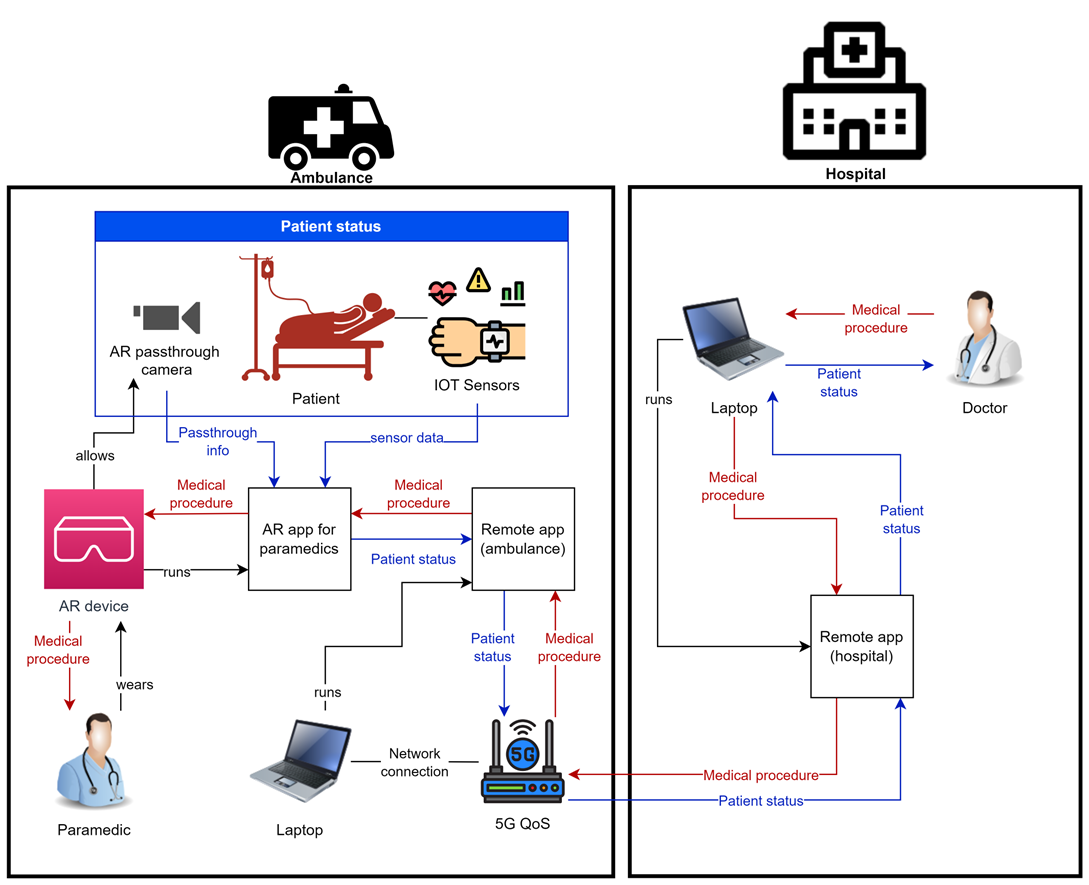 Ambulance
Hospital
Patient status
AR passthrough
camera
Patient
IOT Sensors
Passthrough
info
sensor data
allows
Medical
procedure
Medical
procedure
AR app for
paramedics
Remote app
(ambulance)
Patient status
runs
AR device
Medical
procedure
wears
Paramedic
runs
Laptop
Network
connection
Patient
status
Medical
procedure
5G
5G QoS
Medical
procedure
Patient
status
Laptop
Doctor
runs
Medical
procedure
Patient
status
Remote app
(hospital)
Medical procedure
Patient status